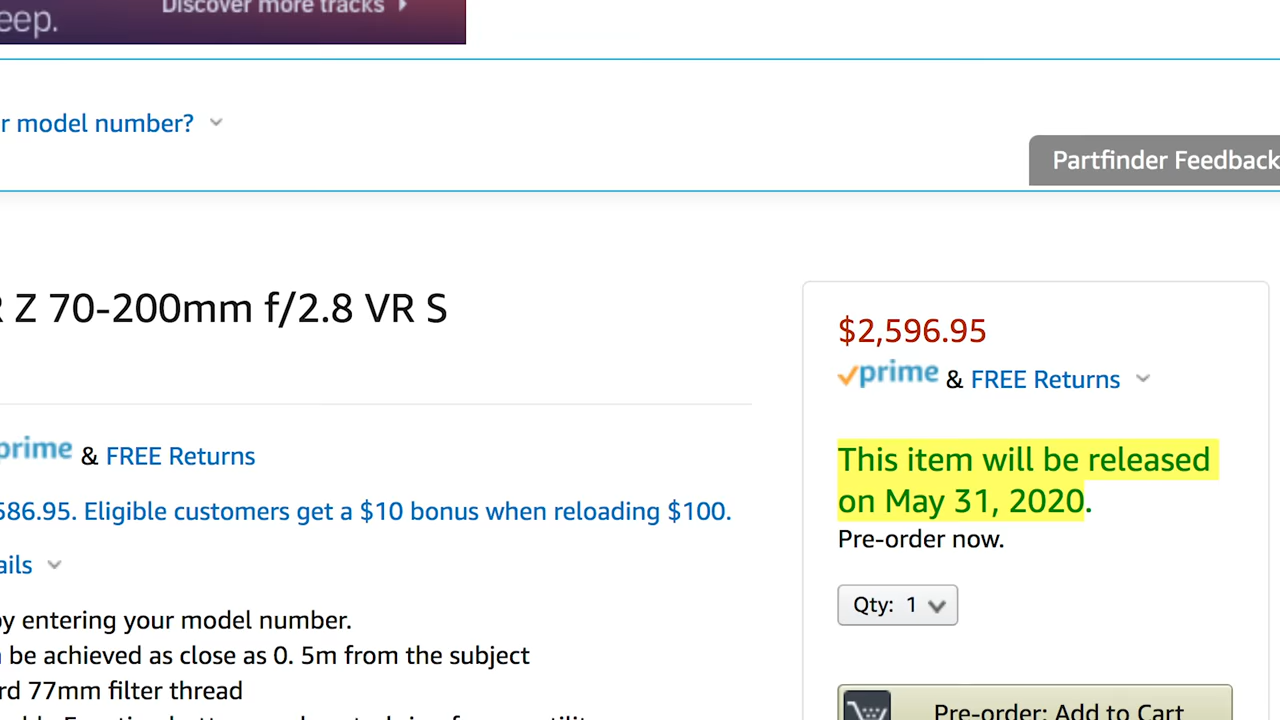 eep.
Discover more tracks
r model number?
Partfinder Feedback
Z 70-200mm f/2.8 VR S
$2,596.95
prime & FREE Returns
prime & FREE Returns
This item will be released
on May 31, 2020.
586.95. Eligible customers get a $10 bonus when reloading $100.
Pre-order now.
ails
Qty: 1
by entering your model number.
be achieved as close as 0. 5m from the subject
rd 77mm filter thread
Pre-order: Add to Cart